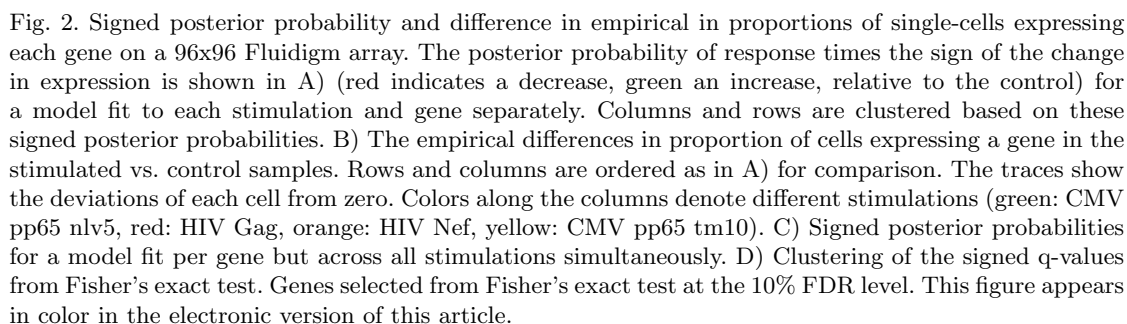 Fig. 2. Signed posterior probability and difference in empirical in proportions of single-cells expressing
each gene on a 96x96 Fluidigm array. The posterior probability of response times the sign of the change
in expression is shown in A) (red indicates a decrease, green an increase, relative to the control) for
a model fit to each stimulation and gene separately. Columns and rows are clustered based on these
signed posterior probabilities. B) The empirical differences in proportion of cells expressing a gene in the
stimulated vs. control samples. Rows and columns are ordered as in A) for comparison. The traces show
the deviations of each cell from zero. Colors along the columns denote different stimulations (green: CMV
pp65 nlv5, red: HIV Gag, orange: HIV Nef, yellow: CMV pp65 tm10). C) Signed posterior probabilities
for a model fit per gene but across all stimulations simultaneously. D) Clustering of the signed q-values
from Fisher's exact test. Genes selected from Fisher's exact test at the 10% FDR level. This figure appears
in color in the electronic version of this article.